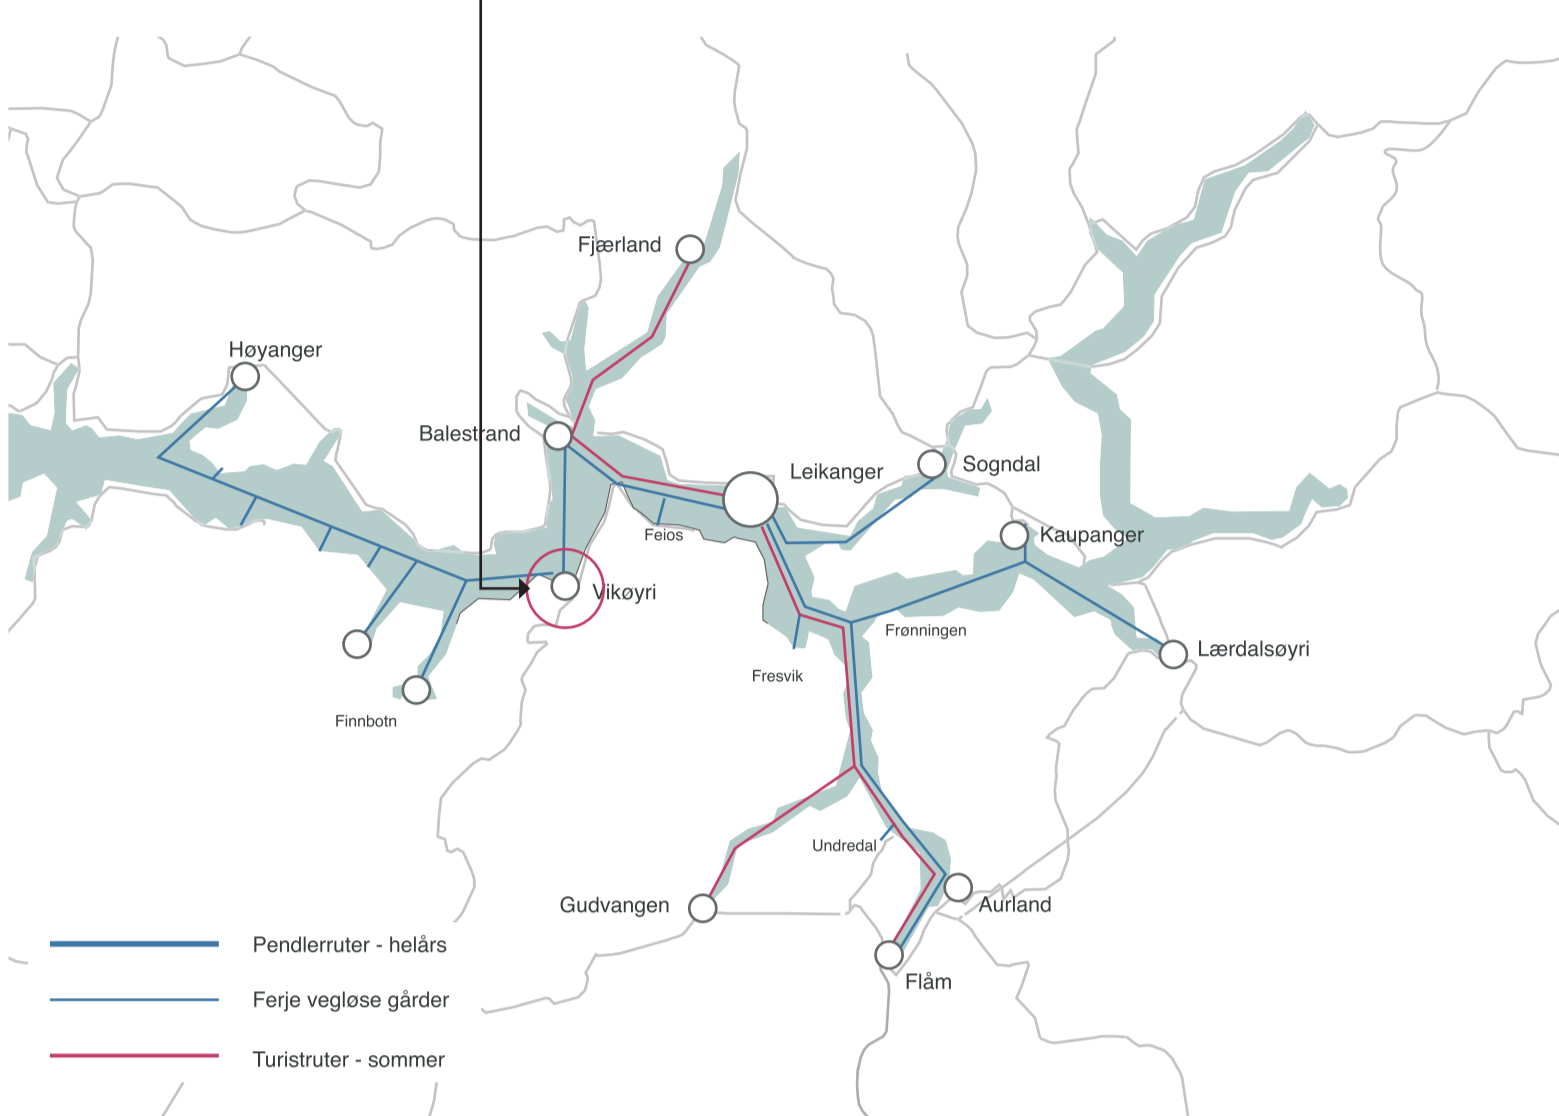 Fjærland
Høyanger
Balestrand
Leikanger
Sogndal
Feios
Kaupanger
Vikøyri
Frønningen
Lærdalsøyri
Fresvik
Finnbotn
Undredal
Gudvangen
Aurland
Flåm
Pendlerruter - helårs
Ferje vegløse gårder
Turistruter - sommer